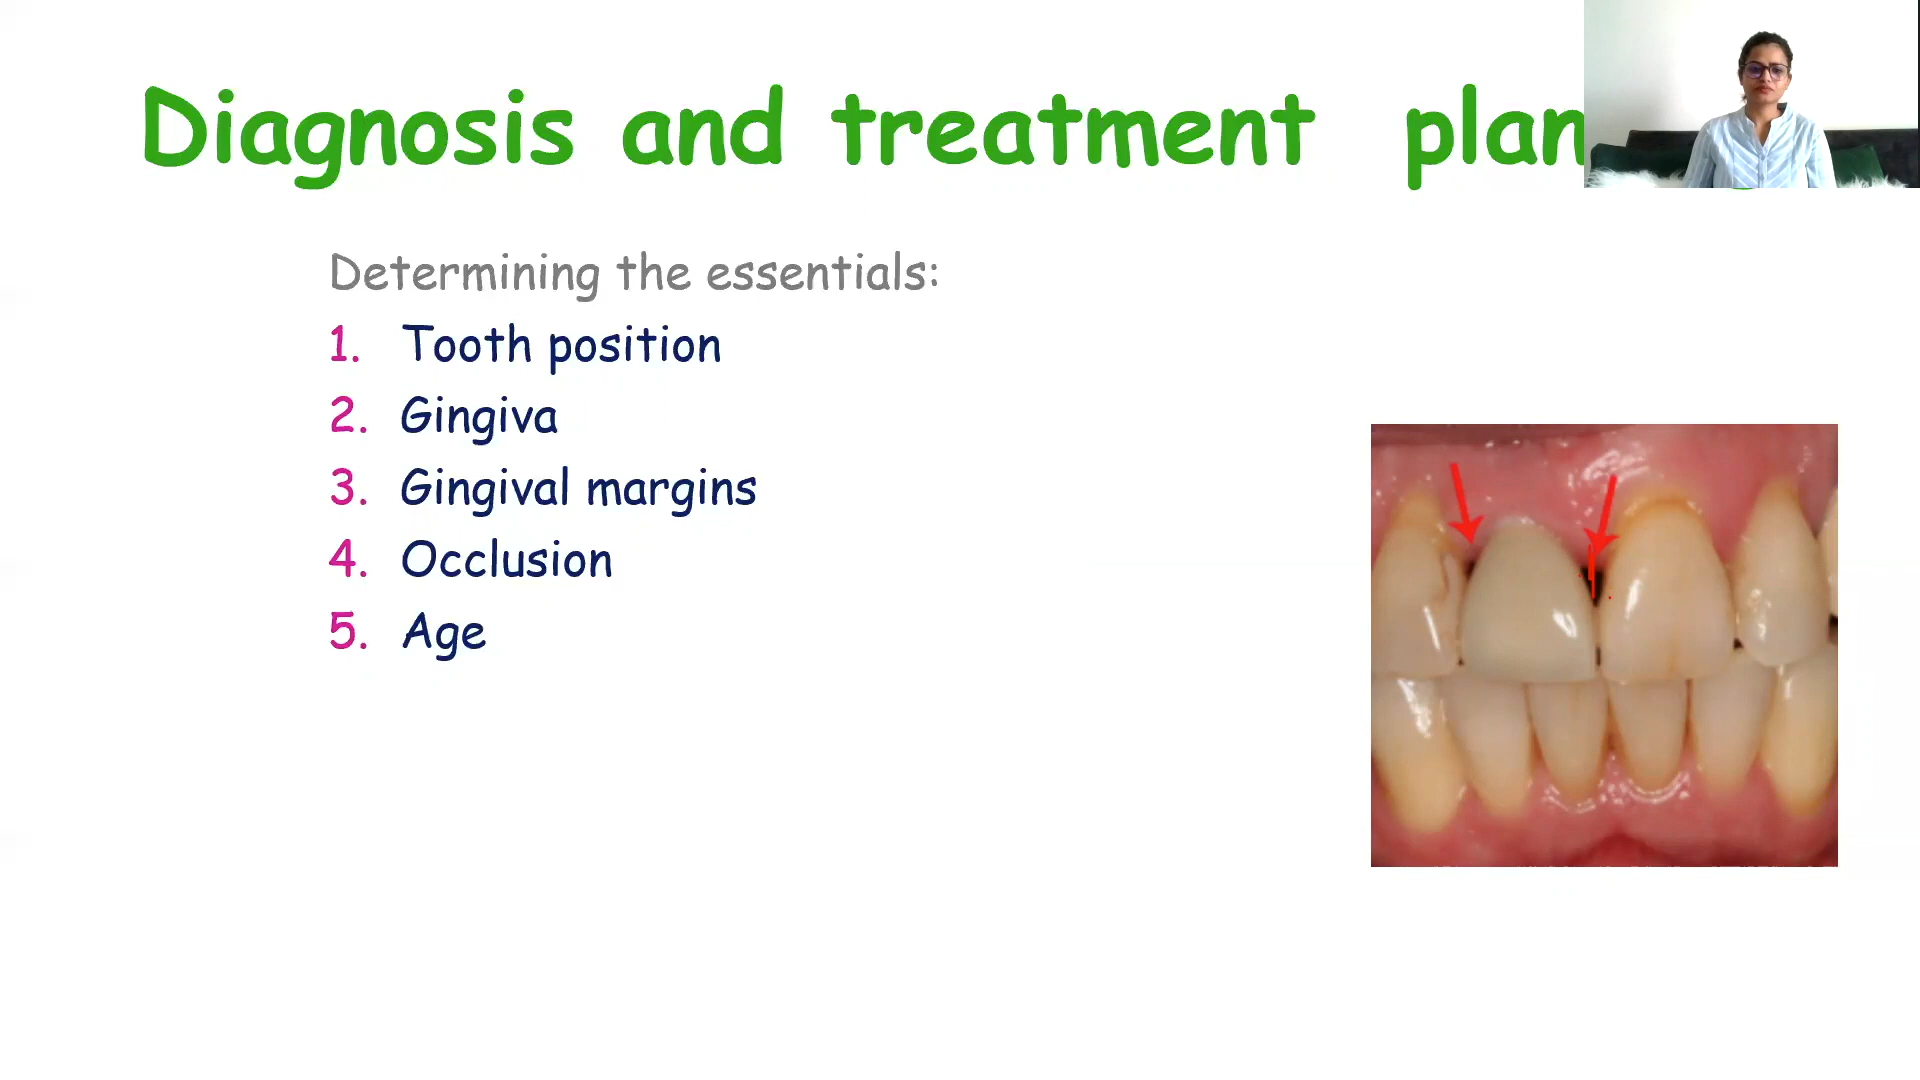 Diagnosis and treatment plan
Determining the essentials:
1. Tooth position
2. Gingiva
3. Gingival margins
4. Occlusion
5. Age